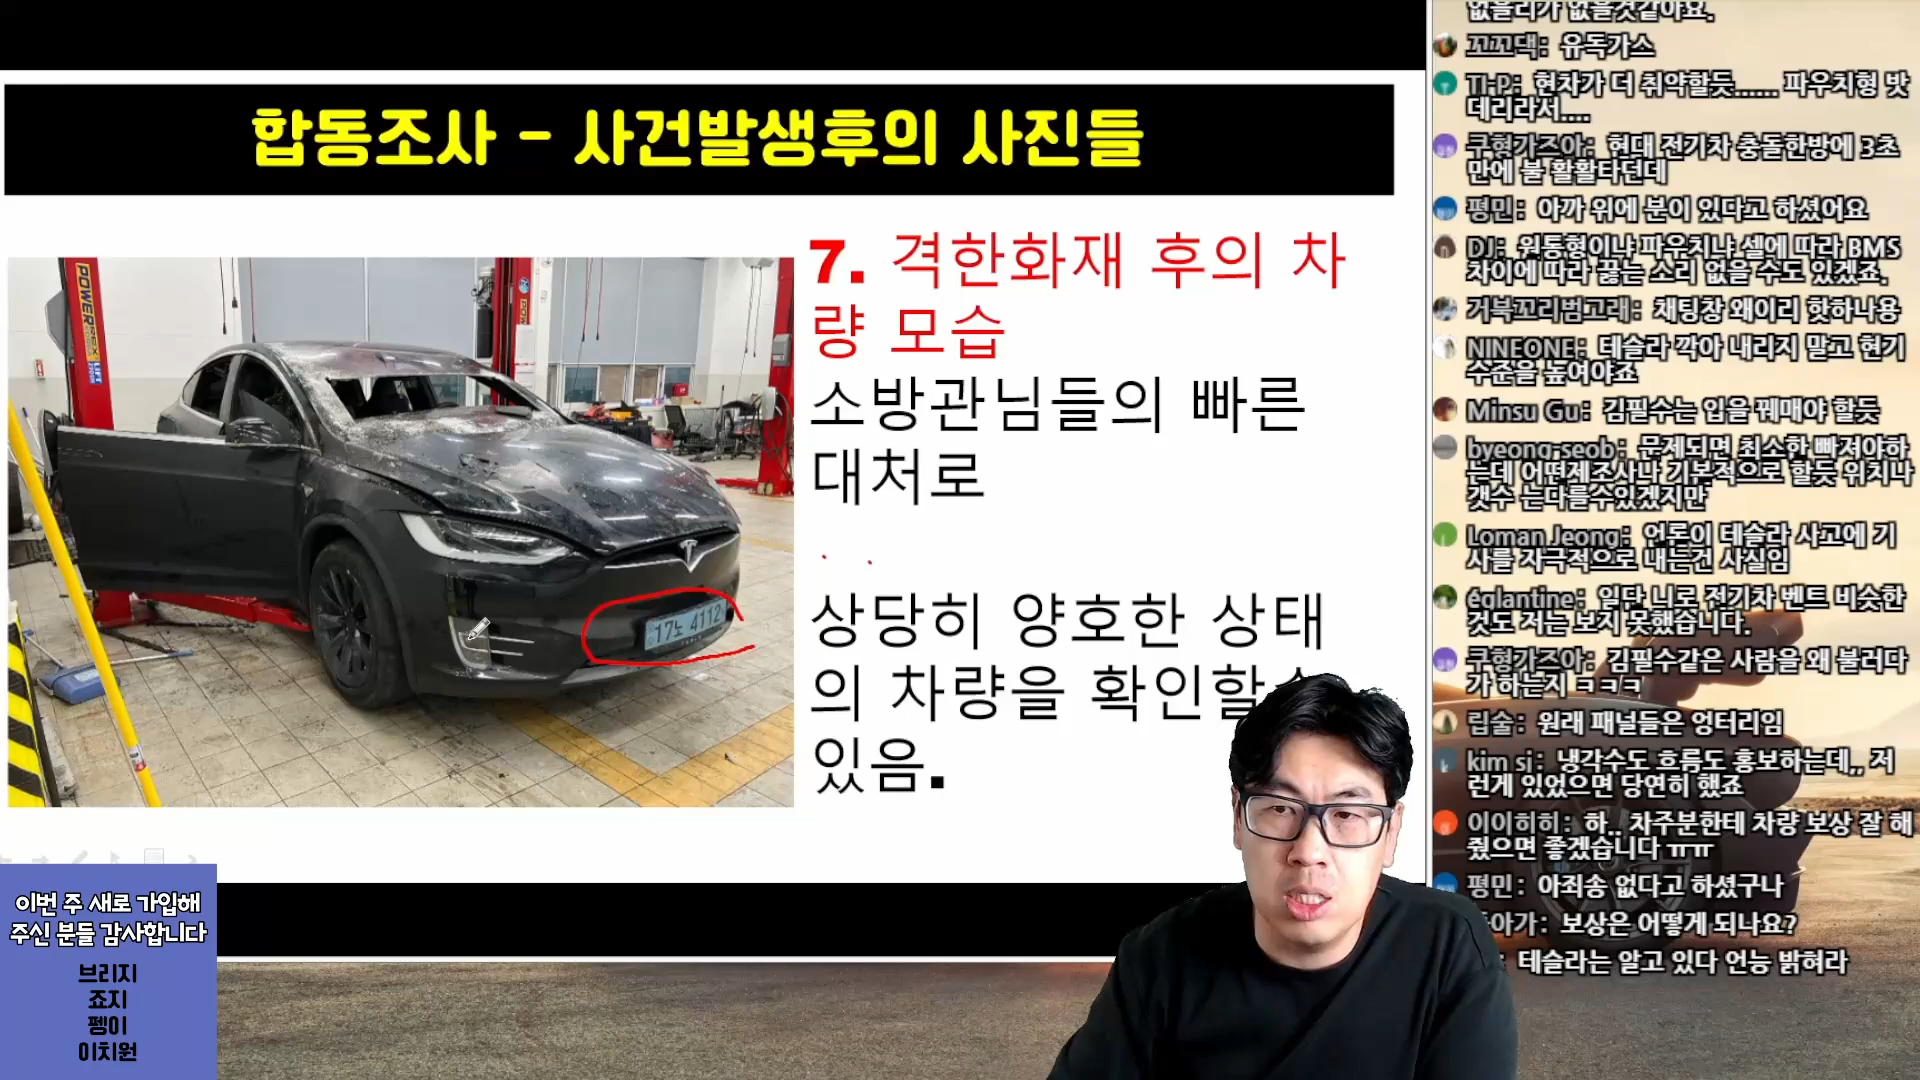 합동조사 - 사건발생후의 사진들
7. 격한화재 후의 차
량 모습
소방관님들의 빠른
대처로
상당히 양호한 상태
의 차량을 확인할수
있음.
POWERREX
LIFT
17노 4112
이번 주 새로 가입해
주신 분들 감사합니다
브리지
죠지
펭이
이치원
없을리가 없을것같아요.
꼬꼬댁: 유독가스
TI-P: 현차가 더 취약할듯...... 파우치형 밧
데리라서....
쿠형가즈아: 현대 전기차 충돌한방에 3초
만에 불 활활타던데
평민: 아까 위에 분이 있다고 하셨어요
DJ: 원통형이냐 파우치냐 셀에 따라 BMS
차이에 따라 끓는 소리 없을 수도 있겠죠.
거북꼬리범고래: 채팅창 왜이리 핫하나용
NINEONE: 테슬라 깍아 내리지 말고 현기
수준을 높여야죠
Minsu Gu: 김필수는 입을 꿰매야 할듯
byeong-seob: 문제되면 최소한 빠져야하
는데 어떤제조사나 기본적으로 할듯 위치나
갯수 는다를수있겠지만
Loman Jeong: 언론이 테슬라 사고에 기
사를 자극적으로 내는건 사실임
églantine: 일단 니로 전기차 벤트 비슷한
것도 저는 보지 못했습니다.
쿠형가즈아: 김필수같은 사람을 왜 불러다
가 하는지 ㅋㅋㅋ
립술: 원래 패널들은 엉터리임
kim sj: 냉각수도 흐름도 홍보하는데,, 저
런게 있었으면 당연히 했죠
이이히히: 하.. 차주분한테 차량 보상 잘 해
줬으면 좋겠습니다 ㅠㅠ
평민: 아죄송 없다고 하셨구나
아가: 보상은 어떻게 되나요?
: 테슬라는 알고 있다 언능 밝혀라